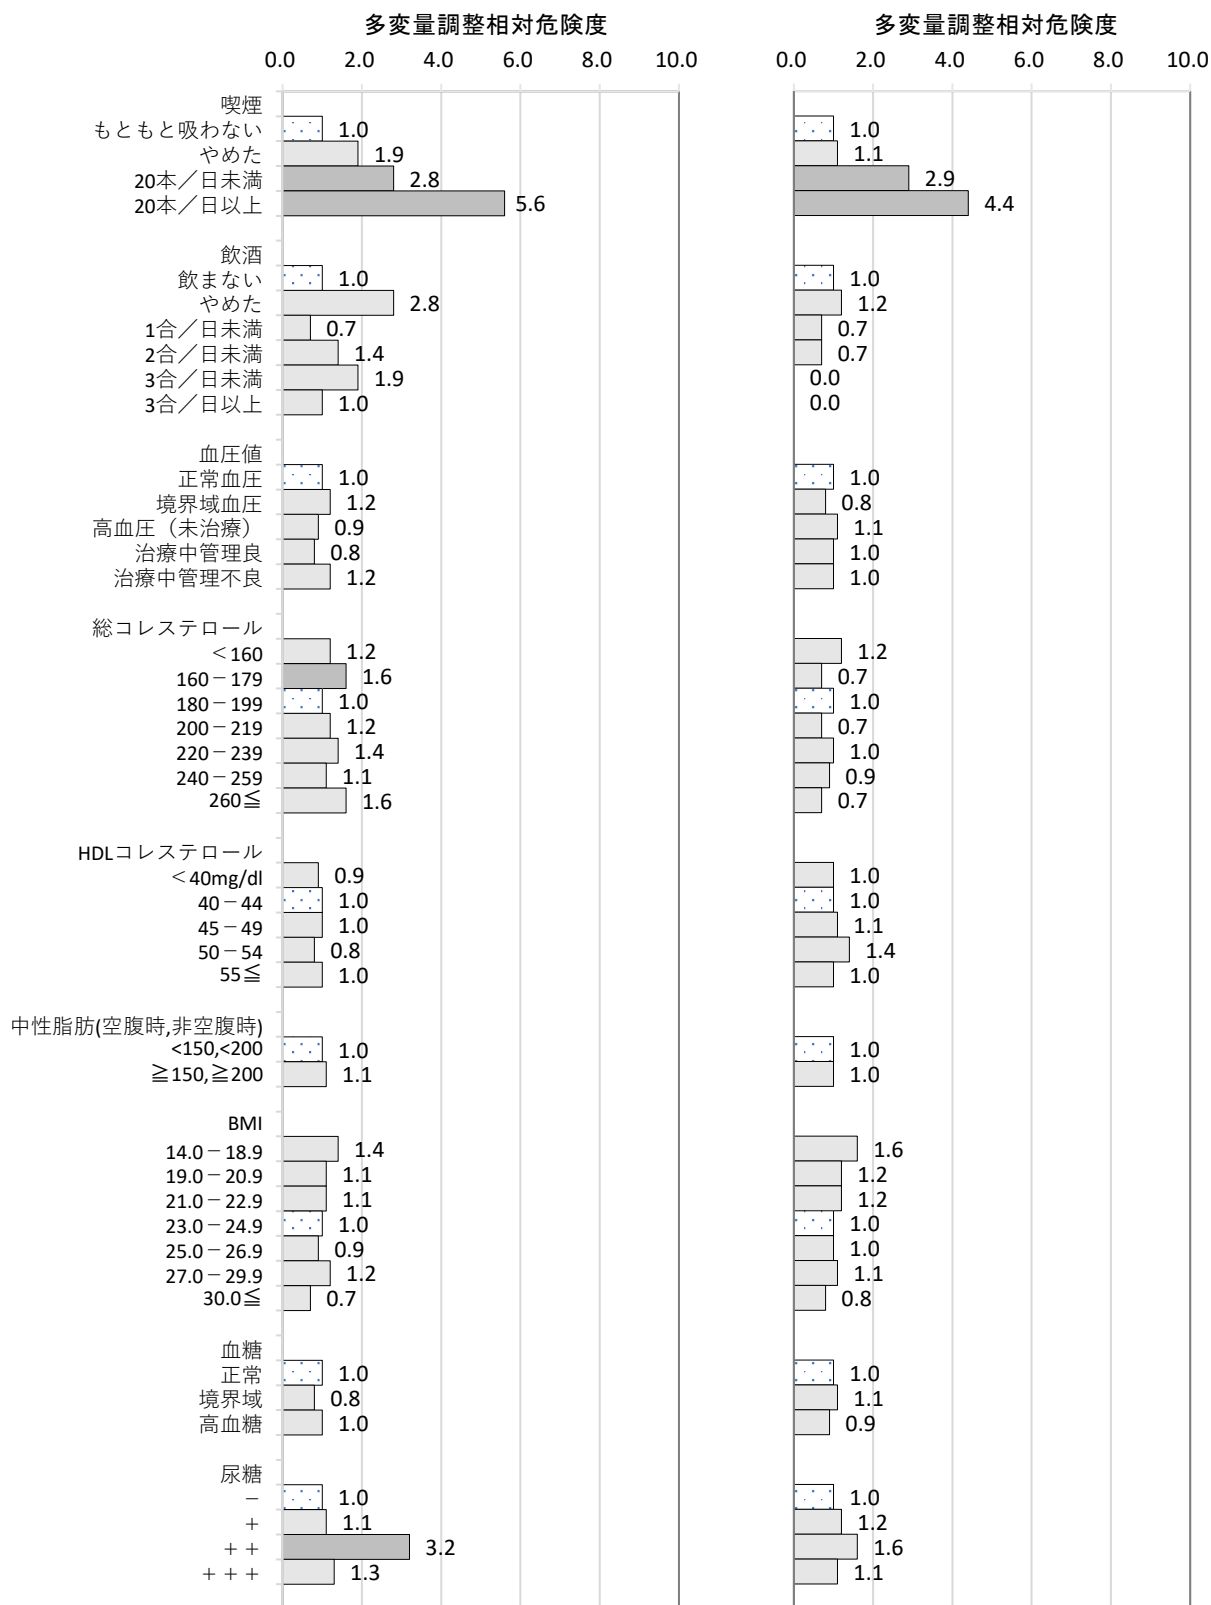 多変量調整相対危険度 多変量調整相対危険度
0.0 2.0 4.0 6.0 8.0 10.0 0.0 2.0 4.0 6.0 8.0 10.0
喫煙
もともと吸わない 1.0 1.0
やめた 1.9 1.1
20本／日未満 2.8 2.9
20本／日以上 5.6 4.4
飲酒
飲まない 1.0 1.0
やめた 2.8 1.2
1合／日未満 0.7 0.7
2合／日未満 1.4 0.7
3合／日未満 1.9 0.0
3合／日以上 1.0 0.0
血圧値
正常血圧 1.0 1.0
境界域血圧 1.2 0.8
高血圧（未治療） 0.9 1.1
治療中管理良 0.8 1.0
治療中管理不良 1.2 1.0
総コレステロール
＜160 1.2 1.2
160－179 1.6 0.7
180－199 1.0 1.0
200－219 1.2 0.7
220－239 1.4 1.0
240－259 1.1 0.9
260≦ 1.6 0.7
HDLコレステロール
＜40mg/dl 0.9 1.0
40－44 1.0 1.0
45－49 1.0 1.1
50－54 0.8 1.4
55≦ 1.0 1.0
中性脂肪(空腹時,非空腹時)
<150,<200 1.0 1.0
≧150,≧200 1.1 1.0
BMI
14.0－18.9 1.4 1.6
19.0－20.9 1.1 1.2
21.0－22.9 1.1 1.2
23.0－24.9 1.0 1.0
25.0－26.9 0.9 1.0
27.0－29.9 1.2 1.1
30.0≦ 0.7 0.8
血糖
正常 1.0 1.0
境界域 0.8 1.1
高血糖 1.0 0.9
尿糖
－ 1.0 1.0
＋ 1.1 1.2
＋＋ 3.2 1.6
＋＋＋ 1.3 1.1